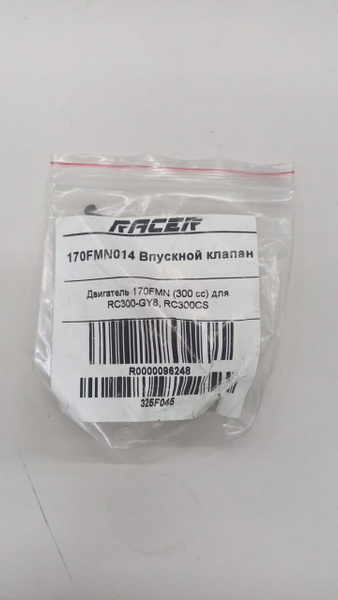 RACER
170FMN014 Впускной клапан
Двигатель 170FMN (300 cc) для
RC300-GY8, RC300CS
R0000096248
325F045